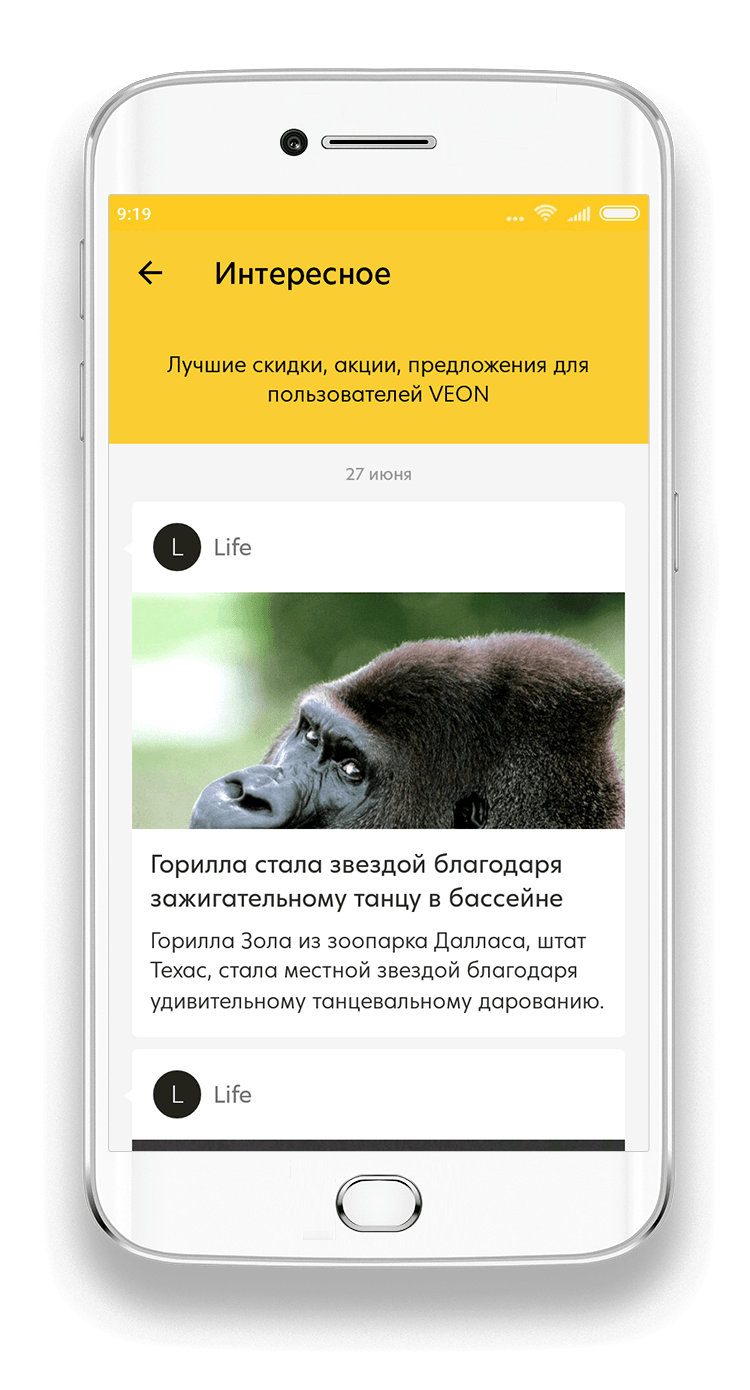 9:19
Интересное
Лучшие скидки, акции, предложения для
пользователей VEON
27 июня
L Life
Горилла стала звездой благодаря
зажигательному танцу в бассейне
Горилла Зола из зоопарка Далласа, штат
Техас, стала местной звездой благодаря
удивительному танцевальному дарованию.
L Life